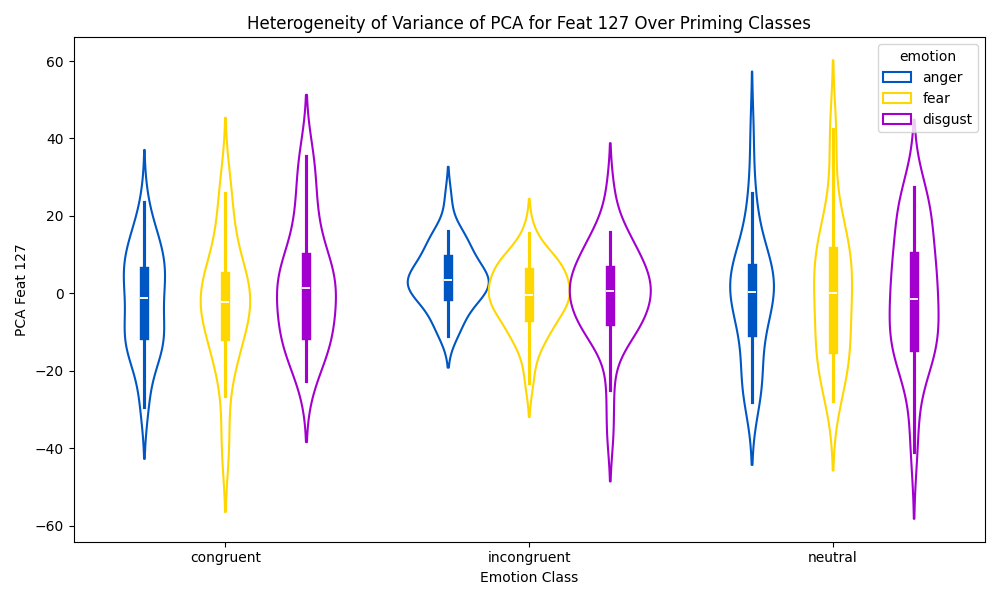 Heterogeneity of Variance of PCA for Feat 127 Over Priming Classes
emotion
anger
fear
disgust
PCA Feat 127
60
40
20
0
−20
−40
−60
congruent
incongruent
neutral
Emotion Class